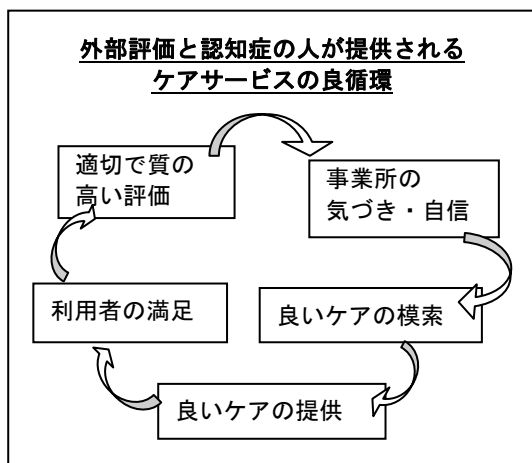 外部評価と認知症の人が提供される
ケアサービスの良循環
適切で質の
高い評価
事業所の
気づき・自信
良いケアの模索
良いケアの提供
利用者の満足